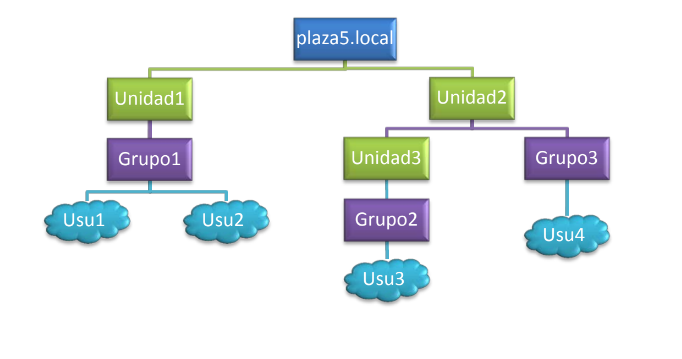 plaza5.local
Unidad1
Unidad2
Grupo1
Unidad3
Grupo3
Usu1
Usu2
Grupo2
Usu4
Usu3